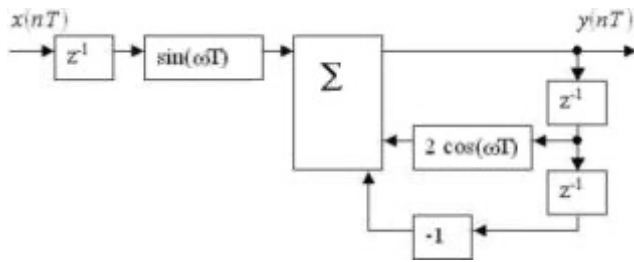 x(nT)
y(nT)
z⁻¹
sin(ωT)
Σ
z⁻¹
2 cos(ωT)
z⁻¹
-1